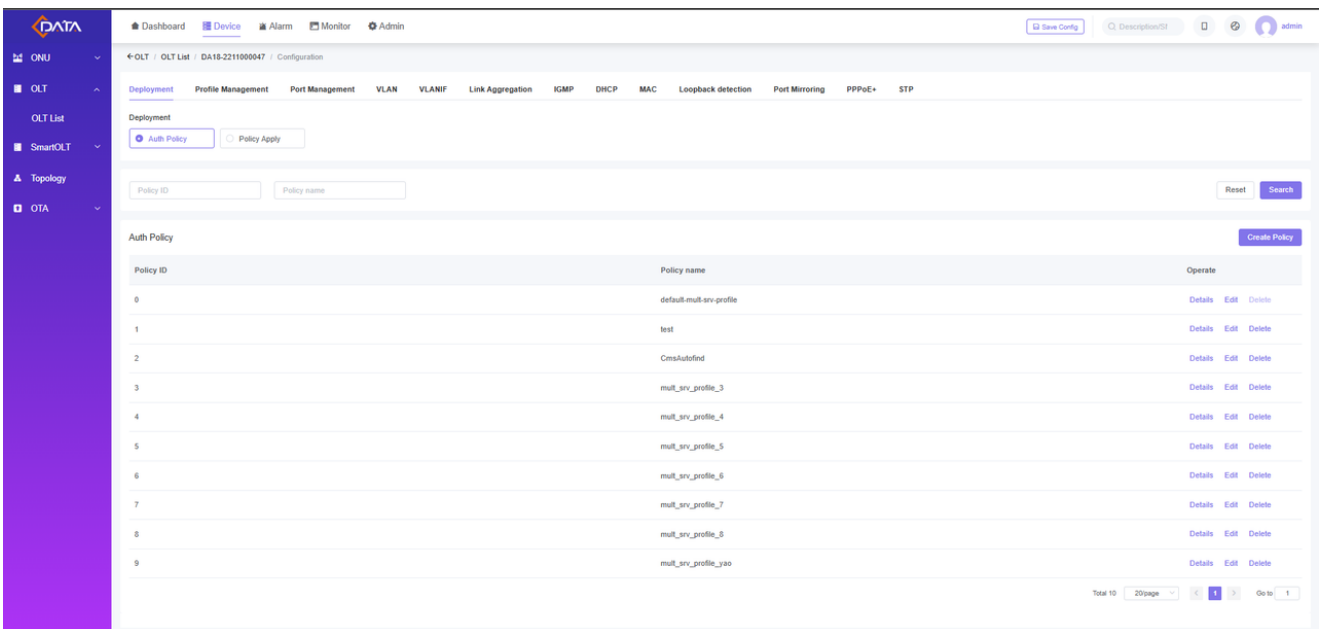 DATA
Dashboard Device Alarm Monitor Admin
Save Config Description/Sf admin
ONU
OLT
OLT List
SmartOLT
Topology
OTA
OLT / OLT List / DA18-2211000047 / Configuration
Deployment Profile Management Port Management VLAN VLANIF Link Aggregation IGMP DHCP MAC Loopback detection Port Mirroring PPPoE+ STP
Deployment
Auth Policy Policy Apply
Policy ID Policy name Reset Search
Auth Policy Create Policy
Policy ID Policy name Operate
0 default-mult-srv-profile Details Edit Delete
1 test Details Edit Delete
2 CmsAutofind Details Edit Delete
3 mult_srv_profile_3 Details Edit Delete
4 mult_srv_profile_4 Details Edit Delete
5 mult_srv_profile_5 Details Edit Delete
6 mult_srv_profile_6 Details Edit Delete
7 mult_srv_profile_7 Details Edit Delete
8 mult_srv_profile_8 Details Edit Delete
9 mult_srv_profile_yao Details Edit Delete
Total 10 20/page < 1 > Go to 1